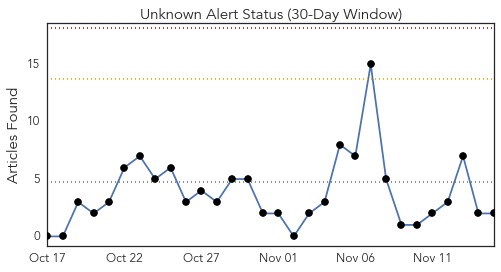 Unknown Alert Status (30-Day Window)
Articles Found
15
10
5
0
Oct 17 Oct 22 Oct 27 Nov 01 Nov 06 Nov 11